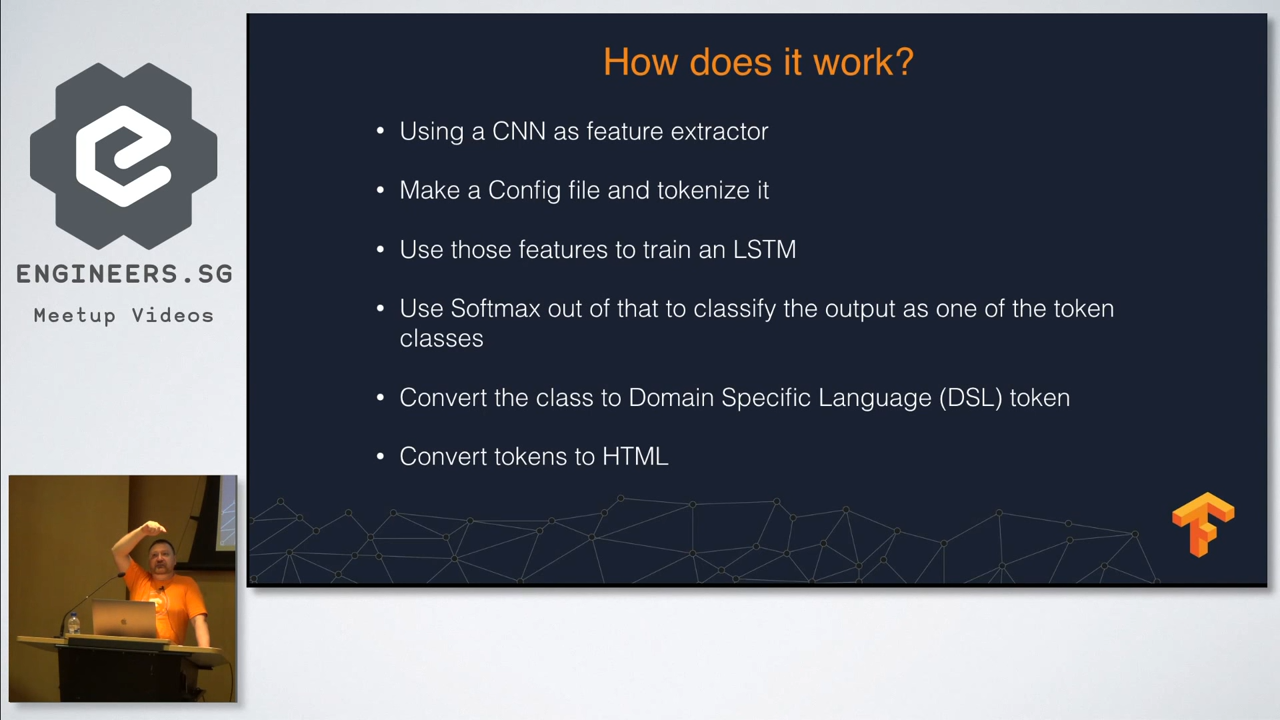 ENGINEERS.SG
Meetup Videos
How does it work?
• Using a CNN as feature extractor
• Make a Config file and tokenize it
• Use those features to train an LSTM
• Use Softmax out of that to classify the output as one of the token
classes
• Convert the class to Domain Specific Language (DSL) token
• Convert tokens to HTML